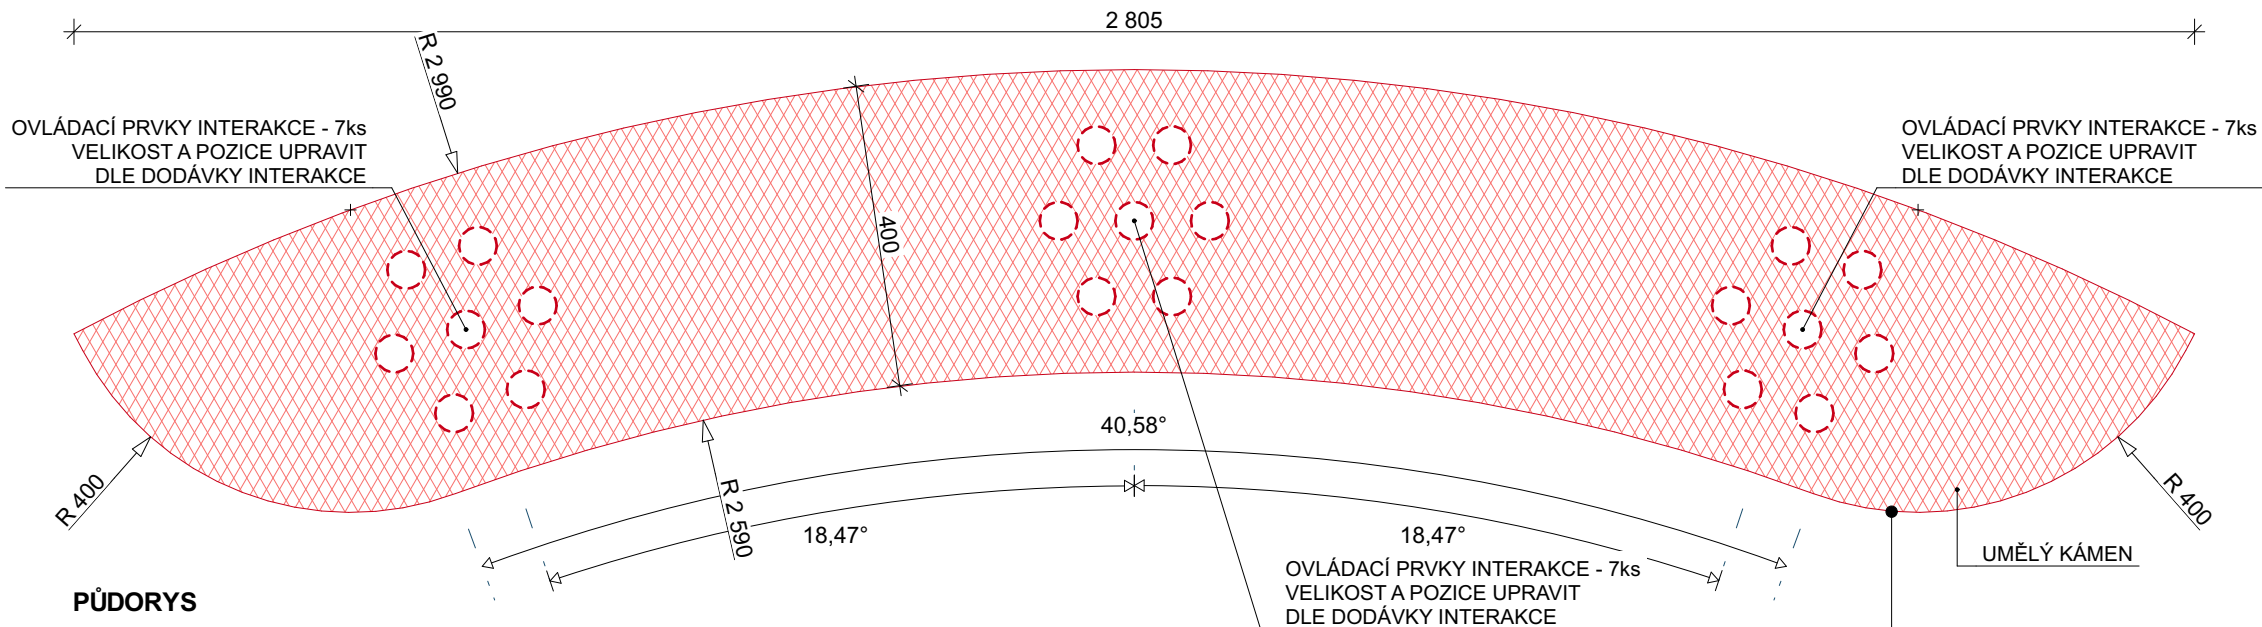 2 805
R 2 990
OVLÁDACÍ PRVKY INTERAKCE - 7ks
VELIKOST A POZICE UPRAVIT
DLE DODÁVKY INTERAKCE
OVLÁDACÍ PRVKY INTERAKCE - 7ks
VELIKOST A POZICE UPRAVIT
DLE DODÁVKY INTERAKCE
400
40,58°
R 400
R 2 590
18,47°
18,47°
R 400
UMĚLÝ KÁMEN
OVLÁDACÍ PRVKY INTERAKCE - 7ks
VELIKOST A POZICE UPRAVIT
DLE DODÁVKY INTERAKCE
PŮDORYS